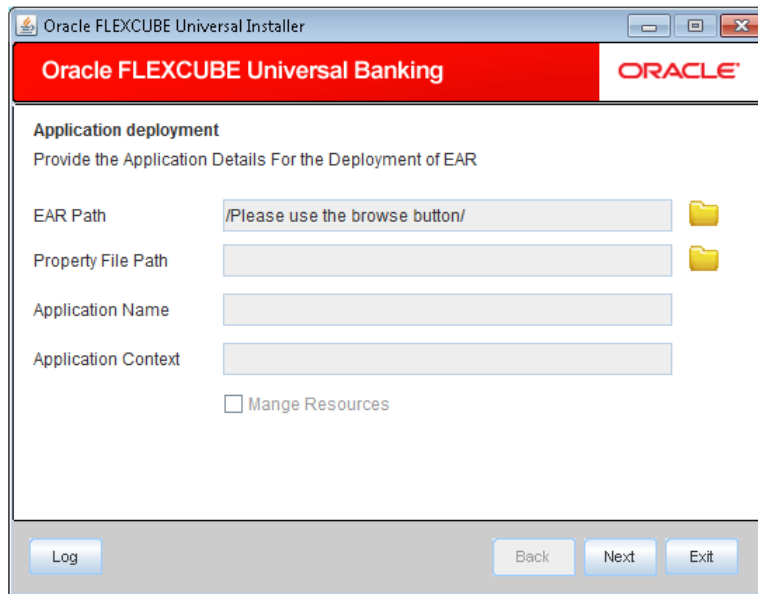 Oracle FLEXCUBE Universal Installer
Oracle FLEXCUBE Universal Banking
ORACLE'
Application deployment
Provide the Application Details For the Deployment of EAR
EAR Path /Please use the browse button/
Property File Path
Application Name
Application Context
Mange Resources
Log Back Next Exit